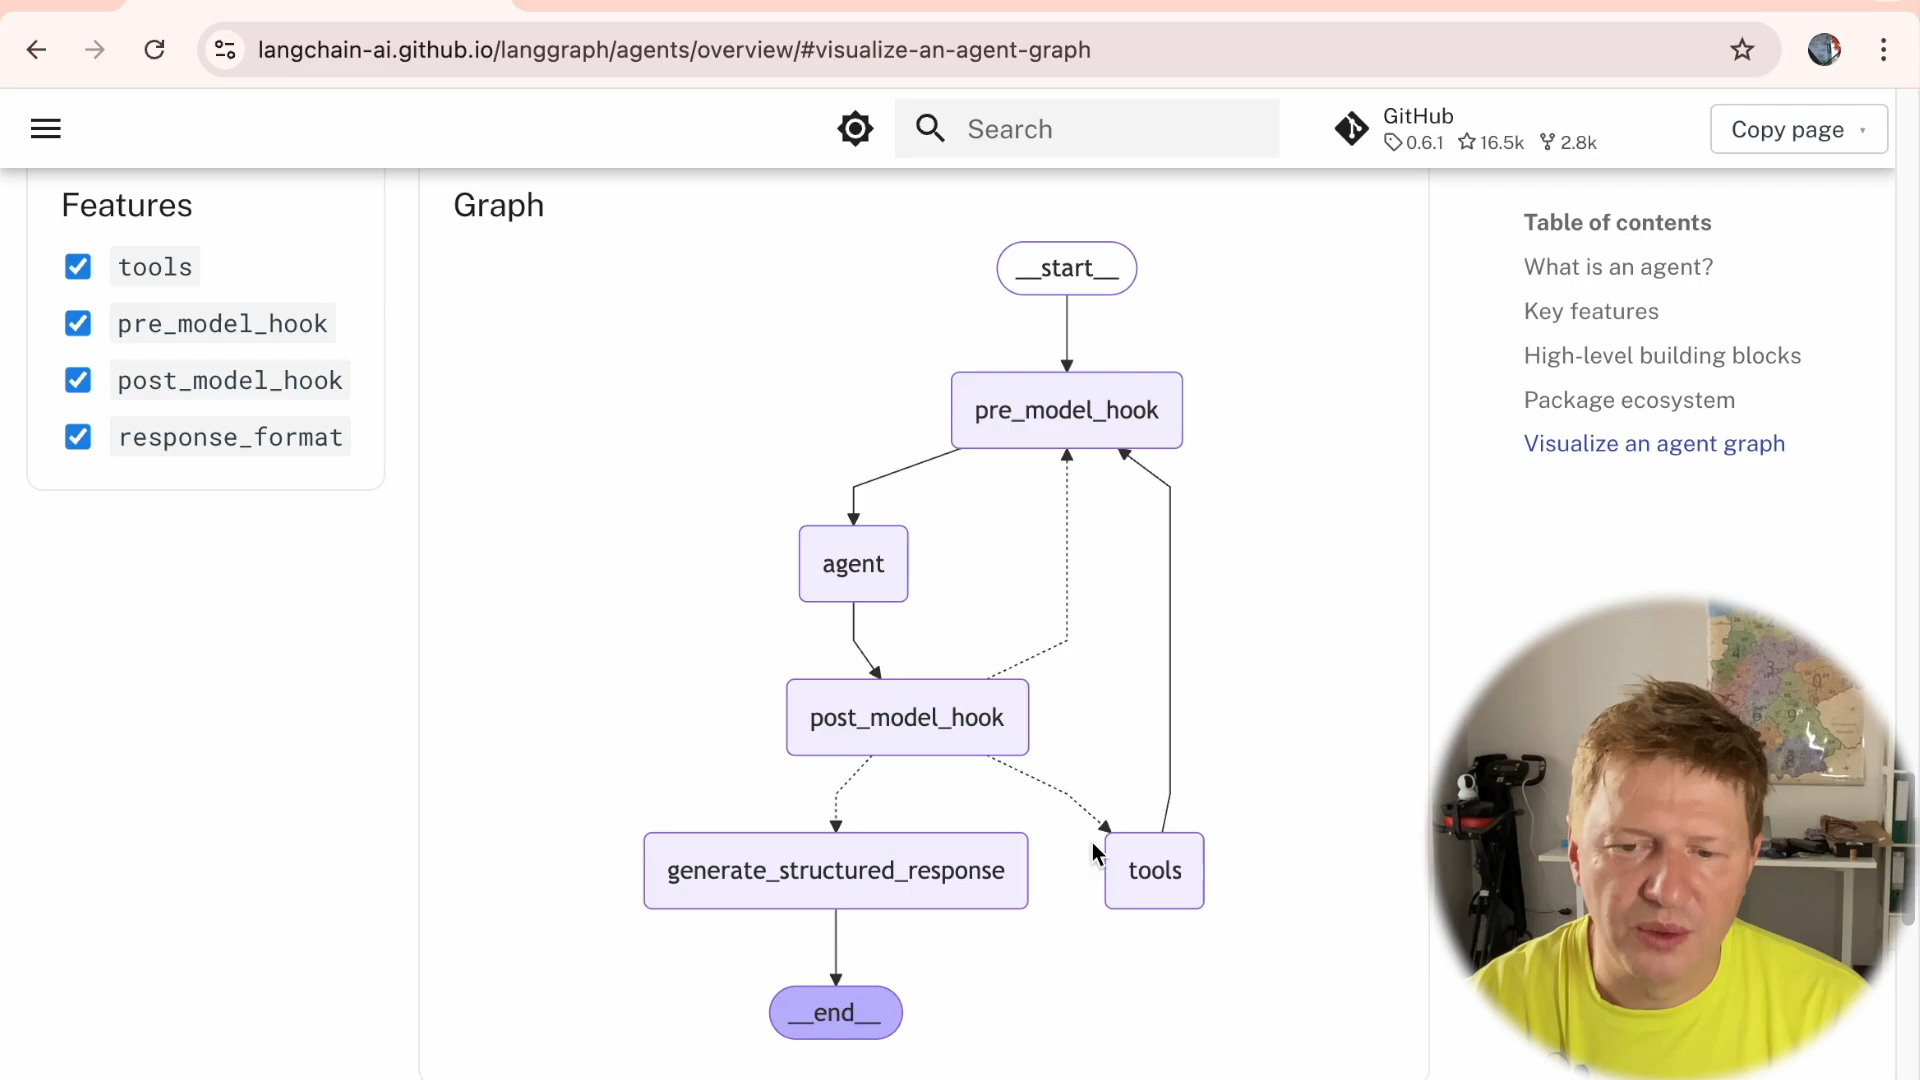 langchain-ai.github.io/langgraph/agents/overview/#visualize-an-agent-graph
Search
GitHub
0.6.1 16.5k 2.8k
Copy page
Features
tools
pre_model_hook
post_model_hook
response_format
Graph
__start__
pre_model_hook
agent
post_model_hook
generate_structured_response
tools
__end__
Table of contents
What is an agent?
Key features
High-level building blocks
Package ecosystem
Visualize an agent graph